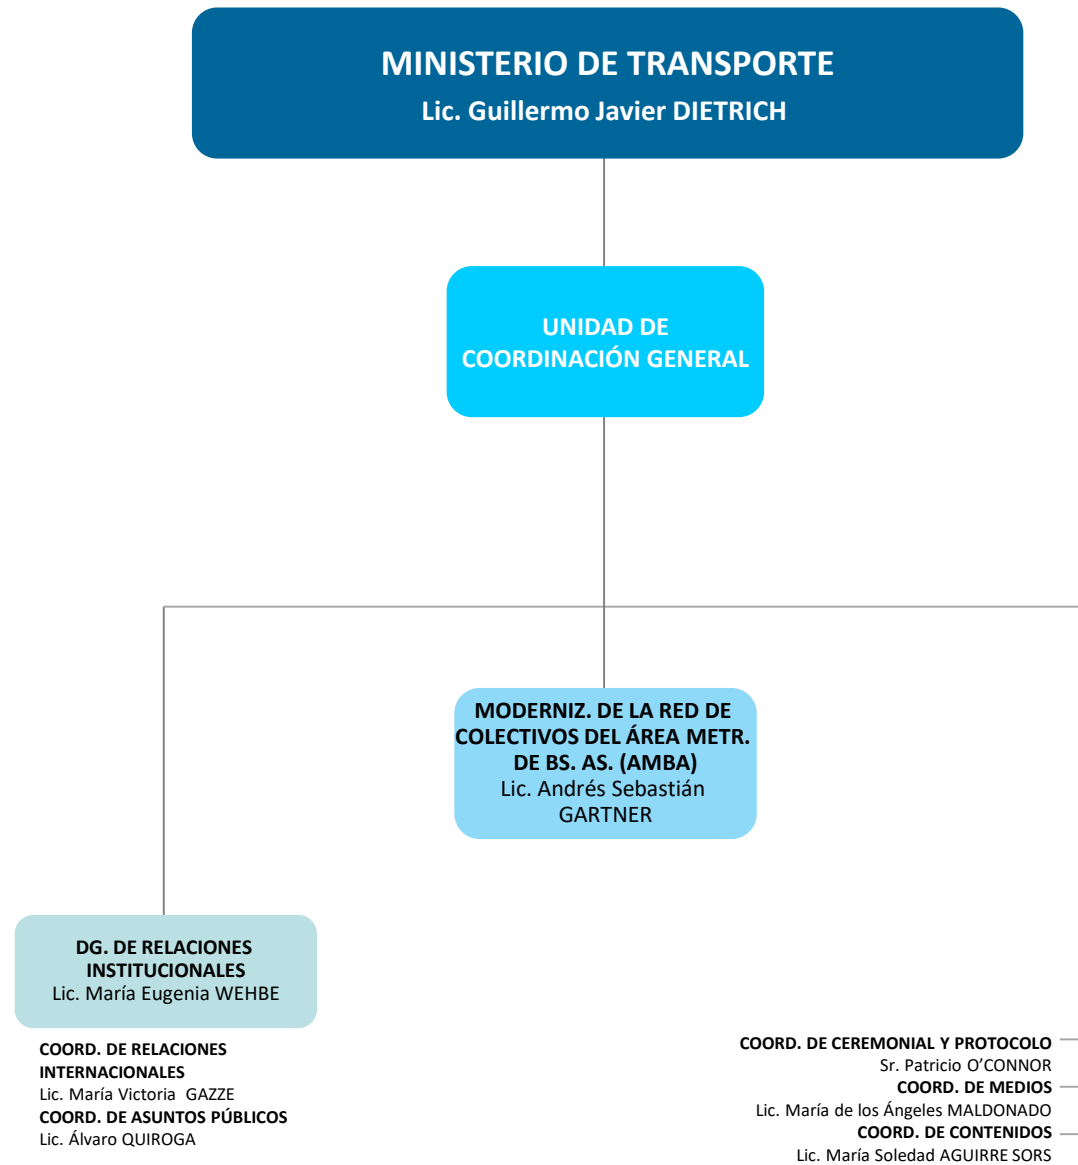 MINISTERIO DE TRANSPORTE
Lic. Guillermo Javier DIETRICH
UNIDAD DE
COORDINACIÓN GENERAL
MODERNIZ. DE LA RED DE
COLECTIVOS DEL ÁREA METR.
DE BS. AS. (AMBA)
Lic. Andrés Sebastián
GARTNER
DG. DE RELACIONES
INSTITUCIONALES
Lic. María Eugenia WEHBE
COORD. DE RELACIONES
INTERNACIONALES
Lic. María Victoria GAZZE
COORD. DE ASUNTOS PÚBLICOS
Lic. Álvaro QUIROGA
COORD. DE CEREMONIAL Y PROTOCOLO
Sr. Patricio O’CONNOR
COORD. DE MEDIOS
Lic. María de los Ángeles MALDONADO
COORD. DE CONTENIDOS
Lic. María Soledad AGUIRRE SORS